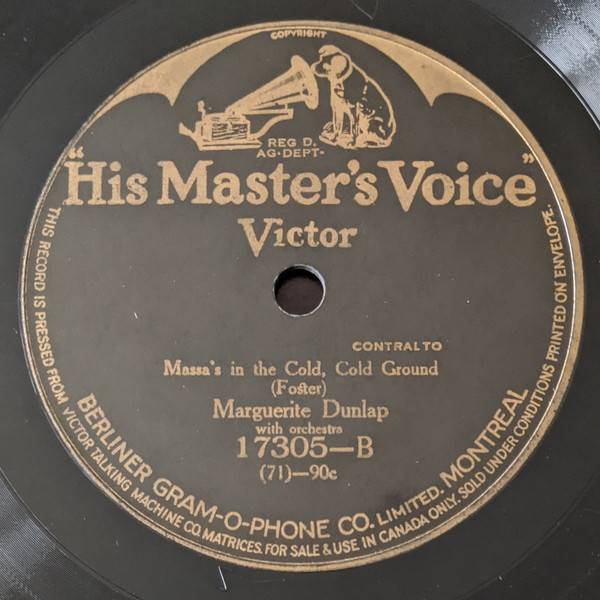 COPYRIGHT
REG D.
AG·DEPT·
"His Master's Voice"
Victor
CONTRALTO
Massa's in the Cold, Cold Ground
(Foster)
Marguerite Dunlap
with orchestra
17305—B
(71)—90c
BERLINER GRAM-O-PHONE CO. LIMITED. MONTREAL
THIS RECORD IS PRESSED FROM VICTOR TALKING MACHINE CO. MATRICES. FOR SALE & USE IN CANADA ONLY. SOLD UNDER CONDITIONS PRINTED ON ENVELOPE.